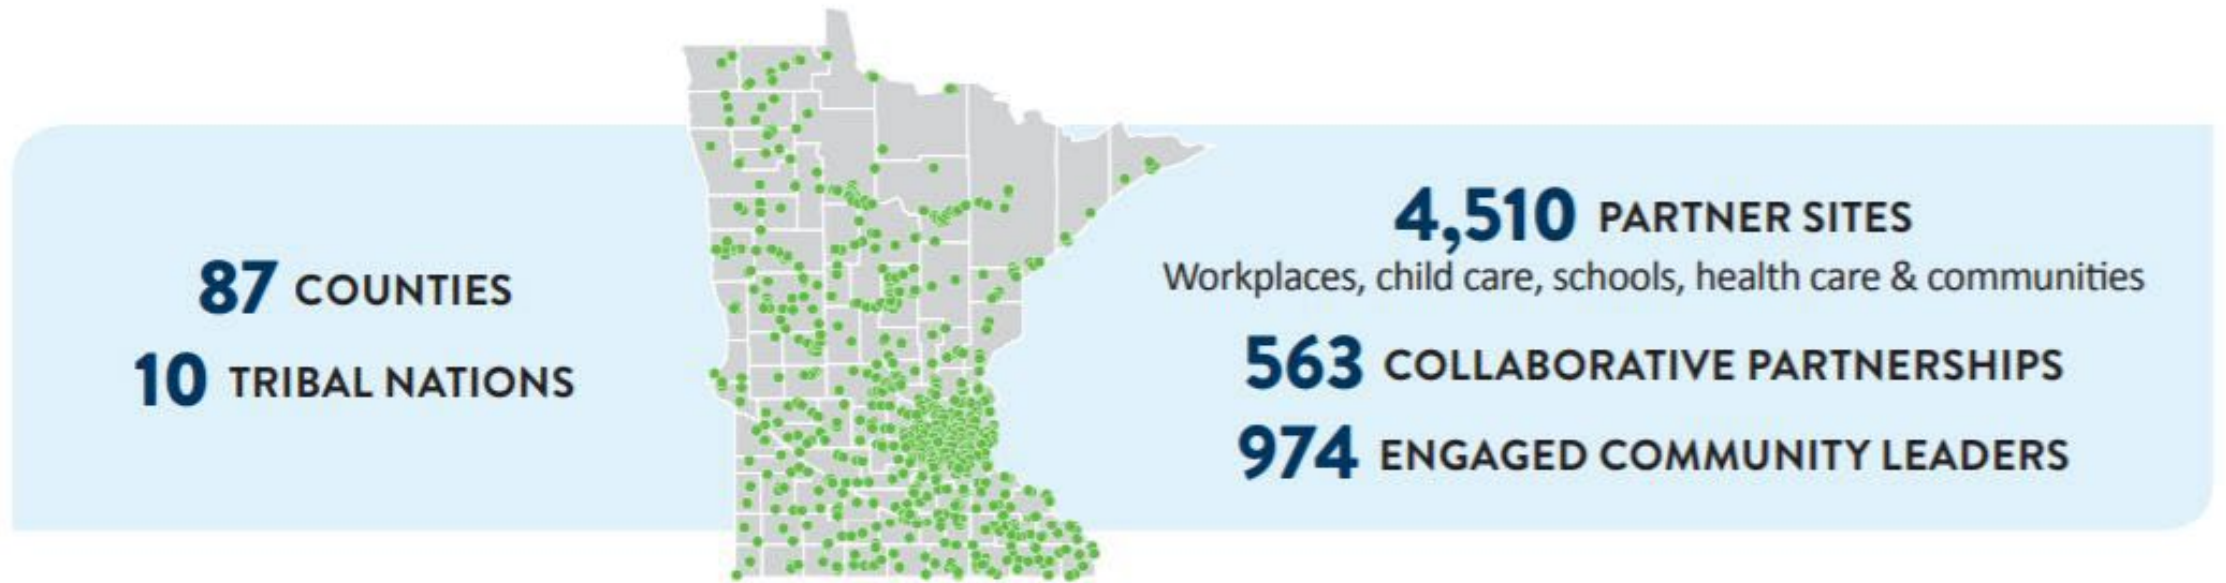 87 COUNTIES
10 TRIBAL NATIONS
4,510 PARTNER SITES
Workplaces, child care, schools, health care & communities
563 COLLABORATIVE PARTNERSHIPS
974 ENGAGED COMMUNITY LEADERS